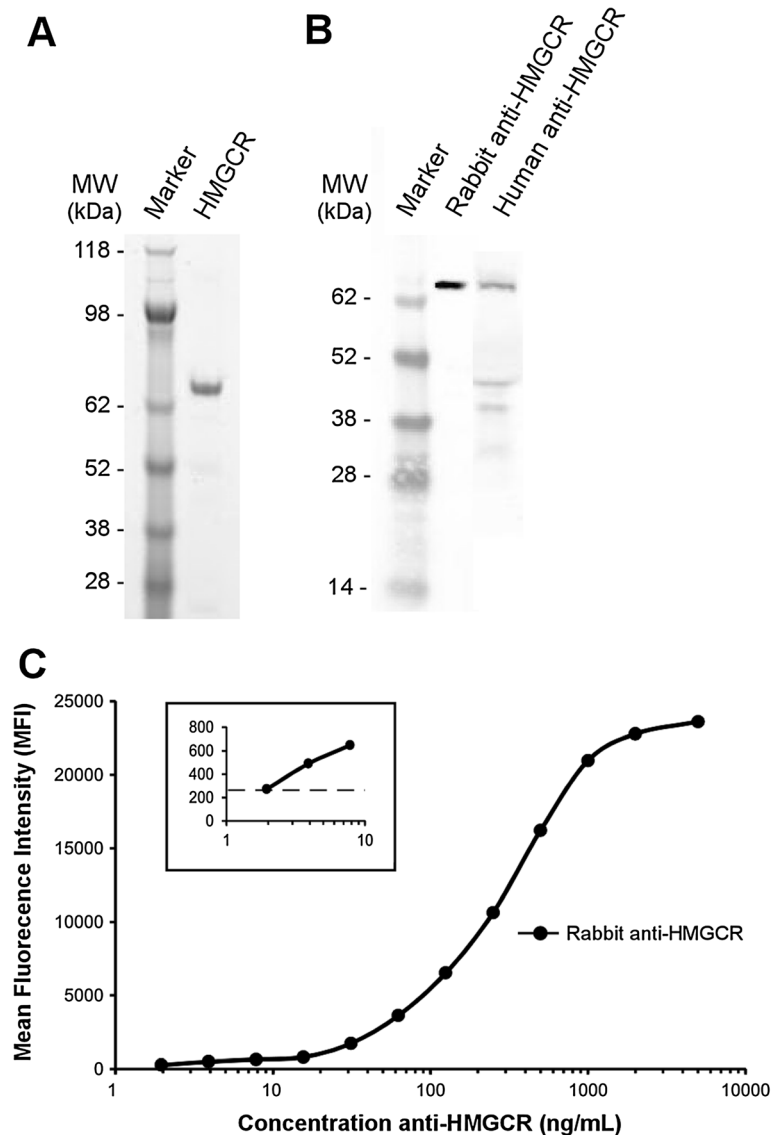 A
MW
(kDa)
Marker
HMGCR
118 -
98 -
62 -
52 -
38 -
28 -
B
MW
(kDa)
Marker
Rabbit anti-HMGCR
Human anti-HMGCR
62 -
52 -
38 -
28 -
14 -
C
Mean Fluorecence Intensity (MFI)
25000
20000
15000
10000
5000
0
800
600
400
200
0
1
10
Rabbit anti-HMGCR
1
10
100
1000
10000
Concentration anti-HMGCR (ng/mL)